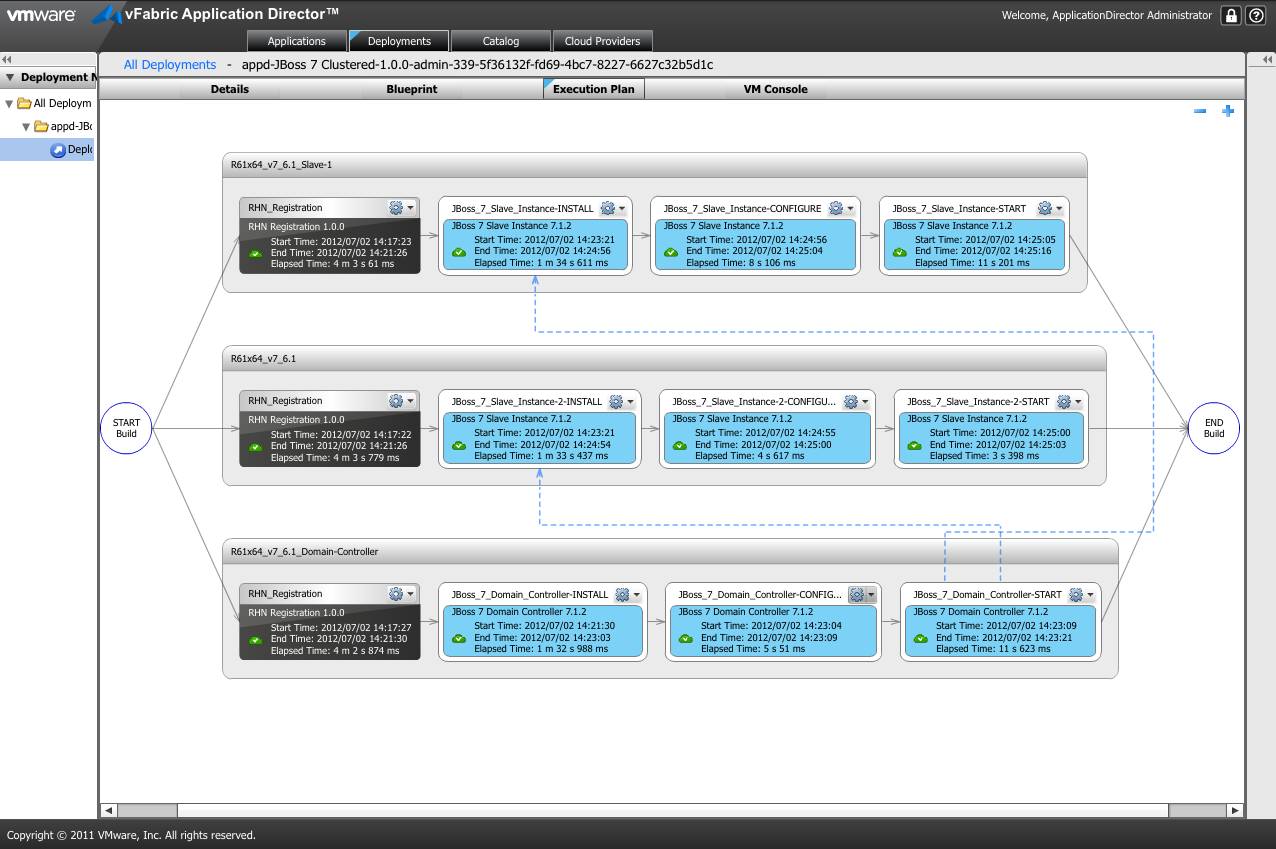 vmware
vFabric Application Director™
Welcome, ApplicationDirector Administrator
Applications
Deployments
Catalog
Cloud Providers
Deployment N
All Deployments - appd-JBoss 7 Clustered-1.0.0-admin-339-5f36132f-fd69-4bc7-8227-6627c32b5d1c
Details
Blueprint
Execution Plan
VM Console
All Deploym
appd-JBo
Deplo
START
Build
R61x64_v7_6.1_Slave-1
RHN_Registration
RHN Registration 1.0.0
Start Time: 2012/07/02 14:17:23
End Time: 2012/07/02 14:21:26
Elapsed Time: 4 m 3 s 61 ms
JBoss_7_Slave_Instance-INSTALL
JBoss 7 Slave Instance 7.1.2
Start Time: 2012/07/02 14:23:21
End Time: 2012/07/02 14:24:56
Elapsed Time: 1 m 34 s 611 ms
JBoss_7_Slave_Instance-CONFIGURE
JBoss 7 Slave Instance 7.1.2
Start Time: 2012/07/02 14:24:56
End Time: 2012/07/02 14:25:04
Elapsed Time: 8 s 106 ms
JBoss_7_Slave_Instance-START
JBoss 7 Slave Instance 7.1.2
Start Time: 2012/07/02 14:25:05
End Time: 2012/07/02 14:25:16
Elapsed Time: 11 s 201 ms
R61x64_v7_6.1
RHN_Registration
RHN Registration 1.0.0
Start Time: 2012/07/02 14:17:22
End Time: 2012/07/02 14:21:26
Elapsed Time: 4 m 3 s 779 ms
JBoss_7_Slave_Instance-2-INSTALL
JBoss 7 Slave Instance 7.1.2
Start Time: 2012/07/02 14:23:21
End Time: 2012/07/02 14:24:54
Elapsed Time: 1 m 33 s 437 ms
JBoss_7_Slave_Instance-2-CONFIGU...
JBoss 7 Slave Instance 7.1.2
Start Time: 2012/07/02 14:24:55
End Time: 2012/07/02 14:25:00
Elapsed Time: 4 s 617 ms
JBoss_7_Slave_Instance-2-START
JBoss 7 Slave Instance 7.1.2
Start Time: 2012/07/02 14:25:00
End Time: 2012/07/02 14:25:03
Elapsed Time: 3 s 398 ms
R61x64_v7_6.1_Domain-Controller
RHN_Registration
RHN Registration 1.0.0
Start Time: 2012/07/02 14:17:27
End Time: 2012/07/02 14:21:30
Elapsed Time: 4 m 2 s 874 ms
JBoss_7_Domain_Controller-INSTALL
JBoss 7 Domain Controller 7.1.2
Start Time: 2012/07/02 14:21:30
End Time: 2012/07/02 14:23:03
Elapsed Time: 1 m 32 s 988 ms
JBoss_7_Domain_Controller-CONFIG...
JBoss 7 Domain Controller 7.1.2
Start Time: 2012/07/02 14:23:04
End Time: 2012/07/02 14:23:09
Elapsed Time: 5 s 51 ms
JBoss_7_Domain_Controller-START
JBoss 7 Domain Controller 7.1.2
Start Time: 2012/07/02 14:23:09
End Time: 2012/07/02 14:23:21
Elapsed Time: 11 s 623 ms
END
Build
Copyright © 2011 VMware, Inc. All rights reserved.